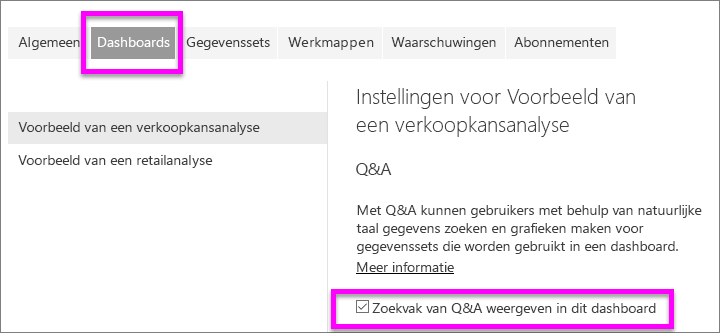 Algemeen Dashboards Gegevenssets Werkmappen Waarschuwingen Abonnementen
Voorbeeld van een verkoopkansanalyse
Voorbeeld van een retailanalyse
Instellingen voor Voorbeeld van
een verkoopkansanalyse
Q&A
Met Q&A kunnen gebruikers met behulp van natuurlijke
taal gegevens zoeken en grafieken maken voor
gegevenssets die worden gebruikt in een dashboard.
Meer informatie
Zoekvak van Q&A weergeven in dit dashboard